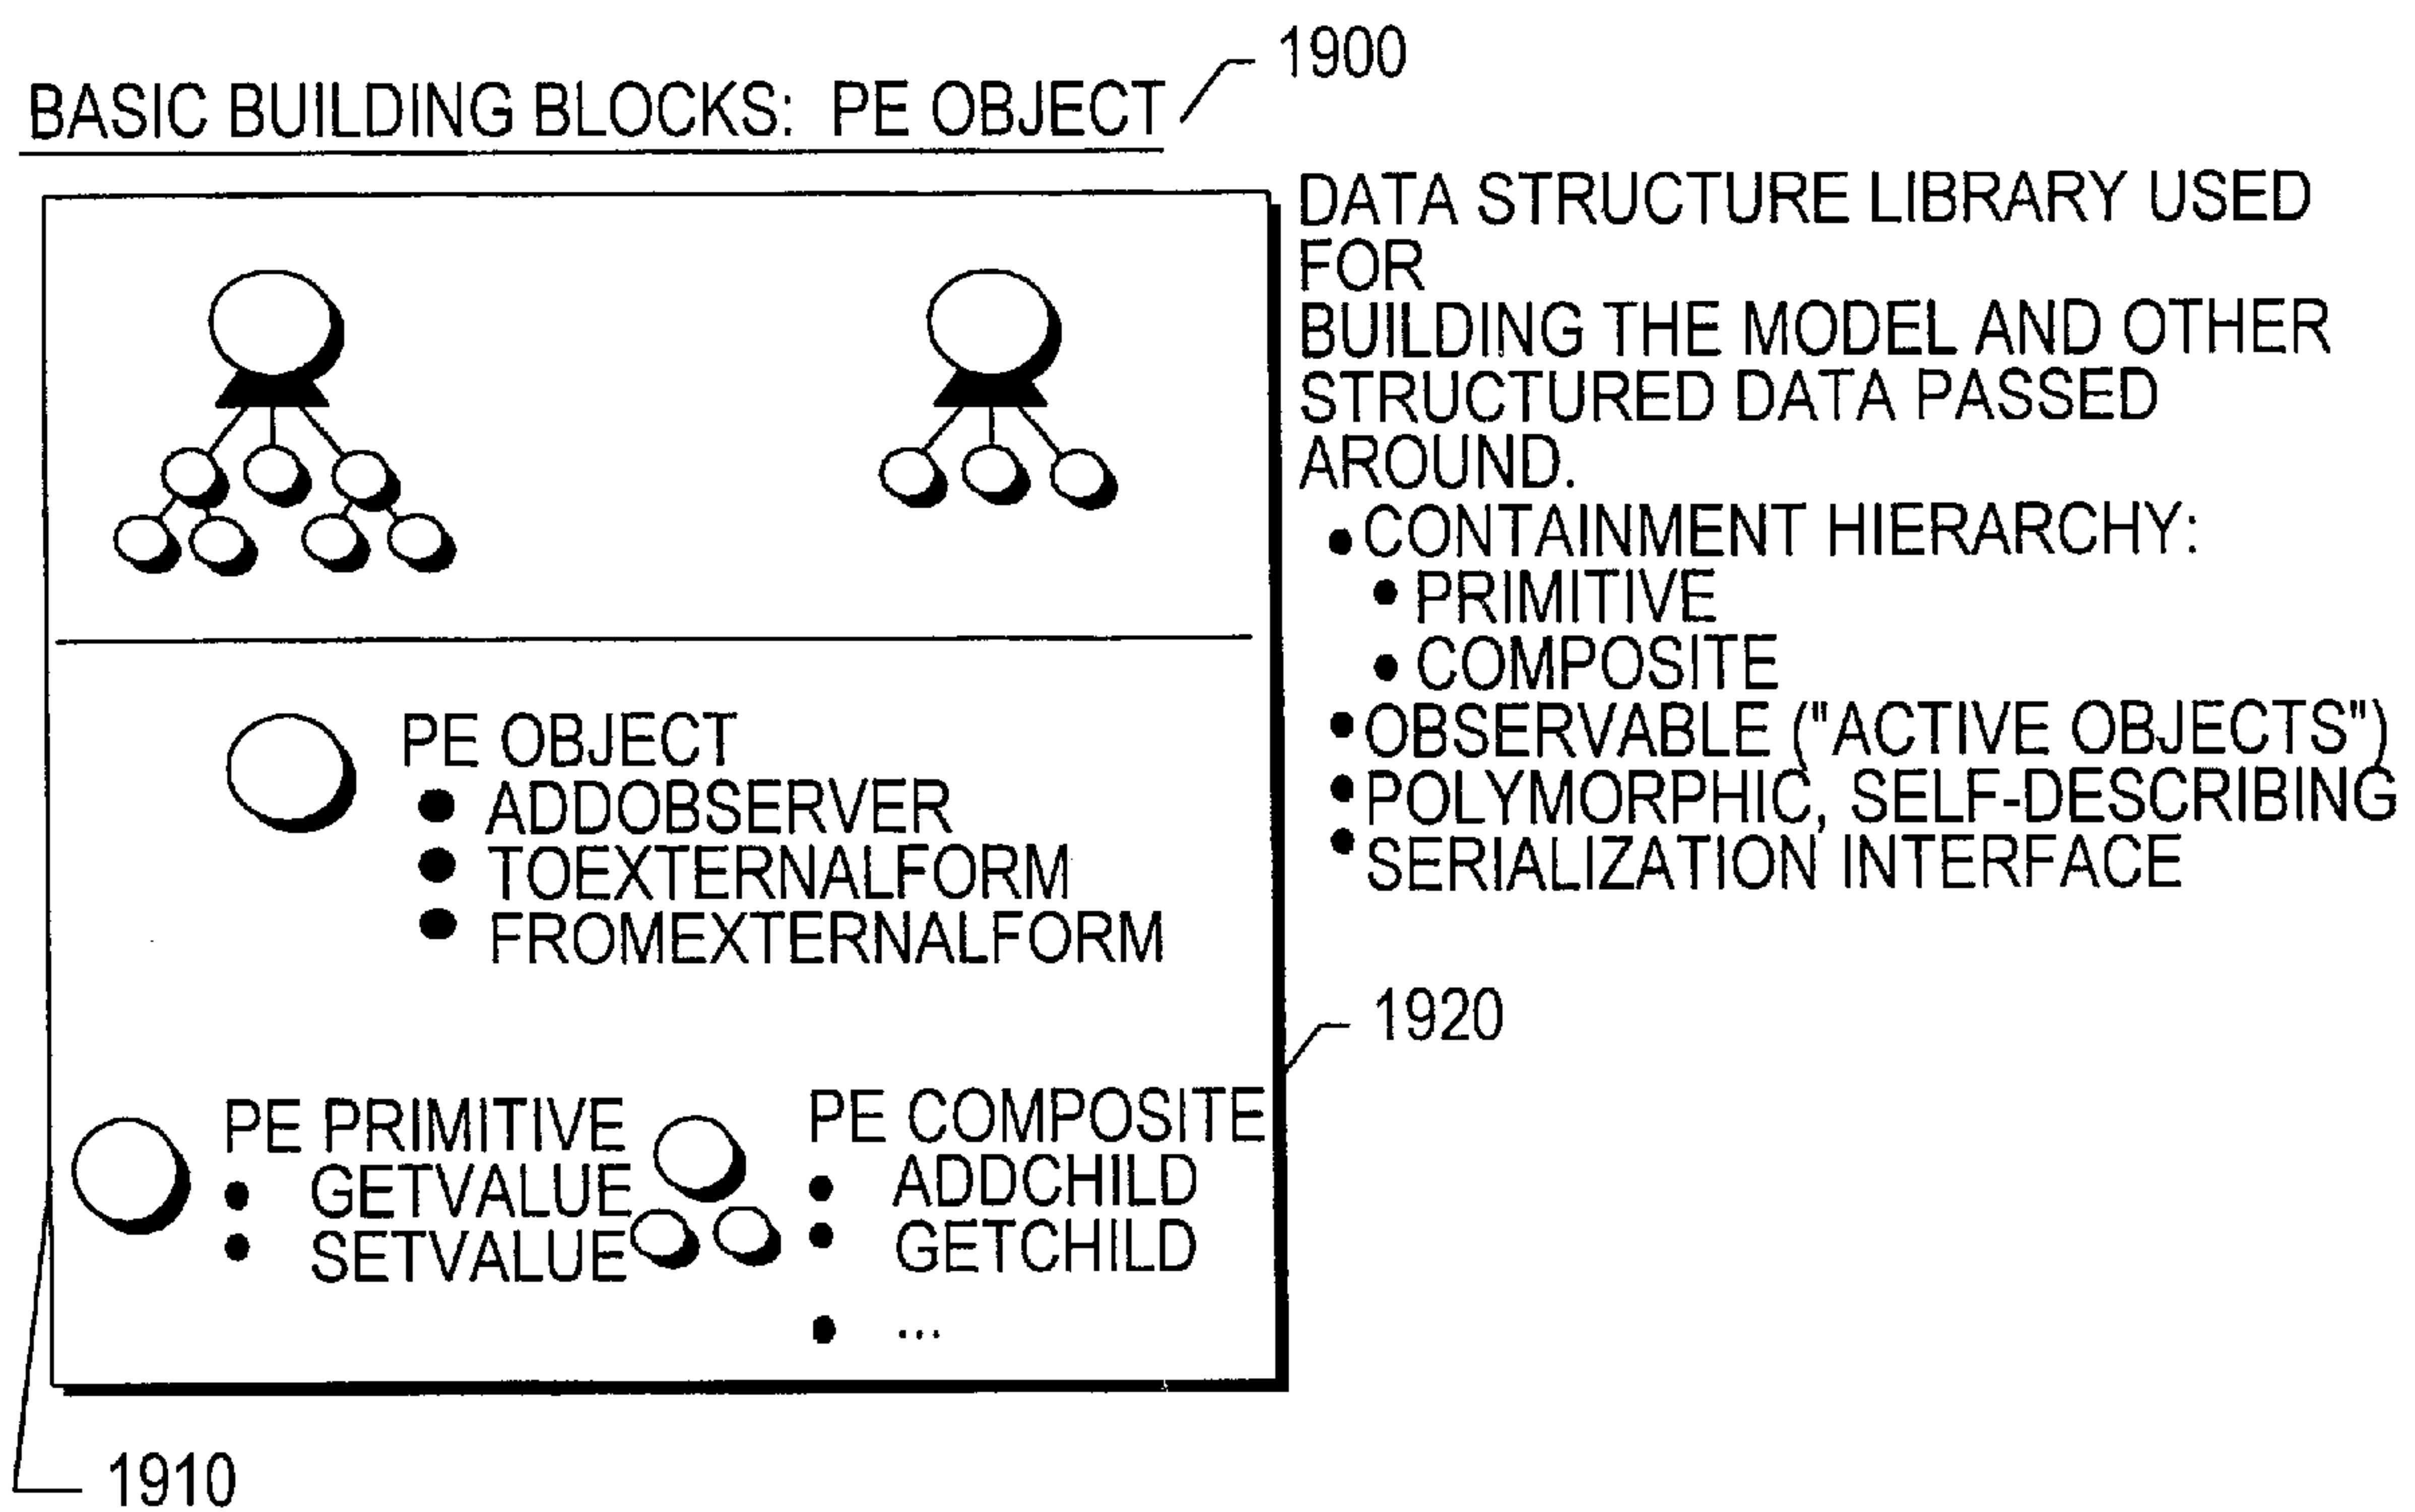 1900
BASIC BUILDING BLOCKS: PE OBJECT
DATA STRUCTURE LIBRARY USED
FOR
BUILDING THE MODEL AND OTHER
STRUCTURED DATA PASSED
AROUND.
• CONTAINMENT HIERARCHY:
• PRIMITIVE
• COMPOSITE
• OBSERVABLE ("ACTIVE OBJECTS")
• POLYMORPHIC, SELF-DESCRIBING
• SERIALIZATION INTERFACE
PE OBJECT
• ADDOBSERVER
• TOEXTERNALFORM
• FROMEXTERNALFORM
1920
PE PRIMITIVE
• GETVALUE
• SETVALUE
PE COMPOSITE
• ADDCHILD
• GETCHILD
• ...
1910